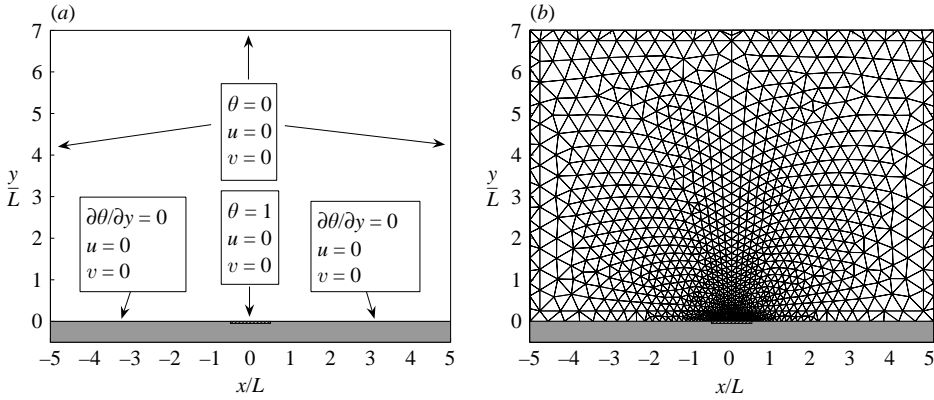 (a)
7
6
5
4
3
2
1
0
y
L
θ = 0
u = 0
v = 0
∂θ/∂y = 0
u = 0
v = 0
θ = 1
u = 0
v = 0
∂θ/∂y = 0
u = 0
v = 0
–5 –4 –3 –2 –1 0 1 2 3 4 5
x/L
(b)
7
6
5
4
3
2
1
0
y
L
–5 –4 –3 –2 –1 0 1 2 3 4 5
x/L